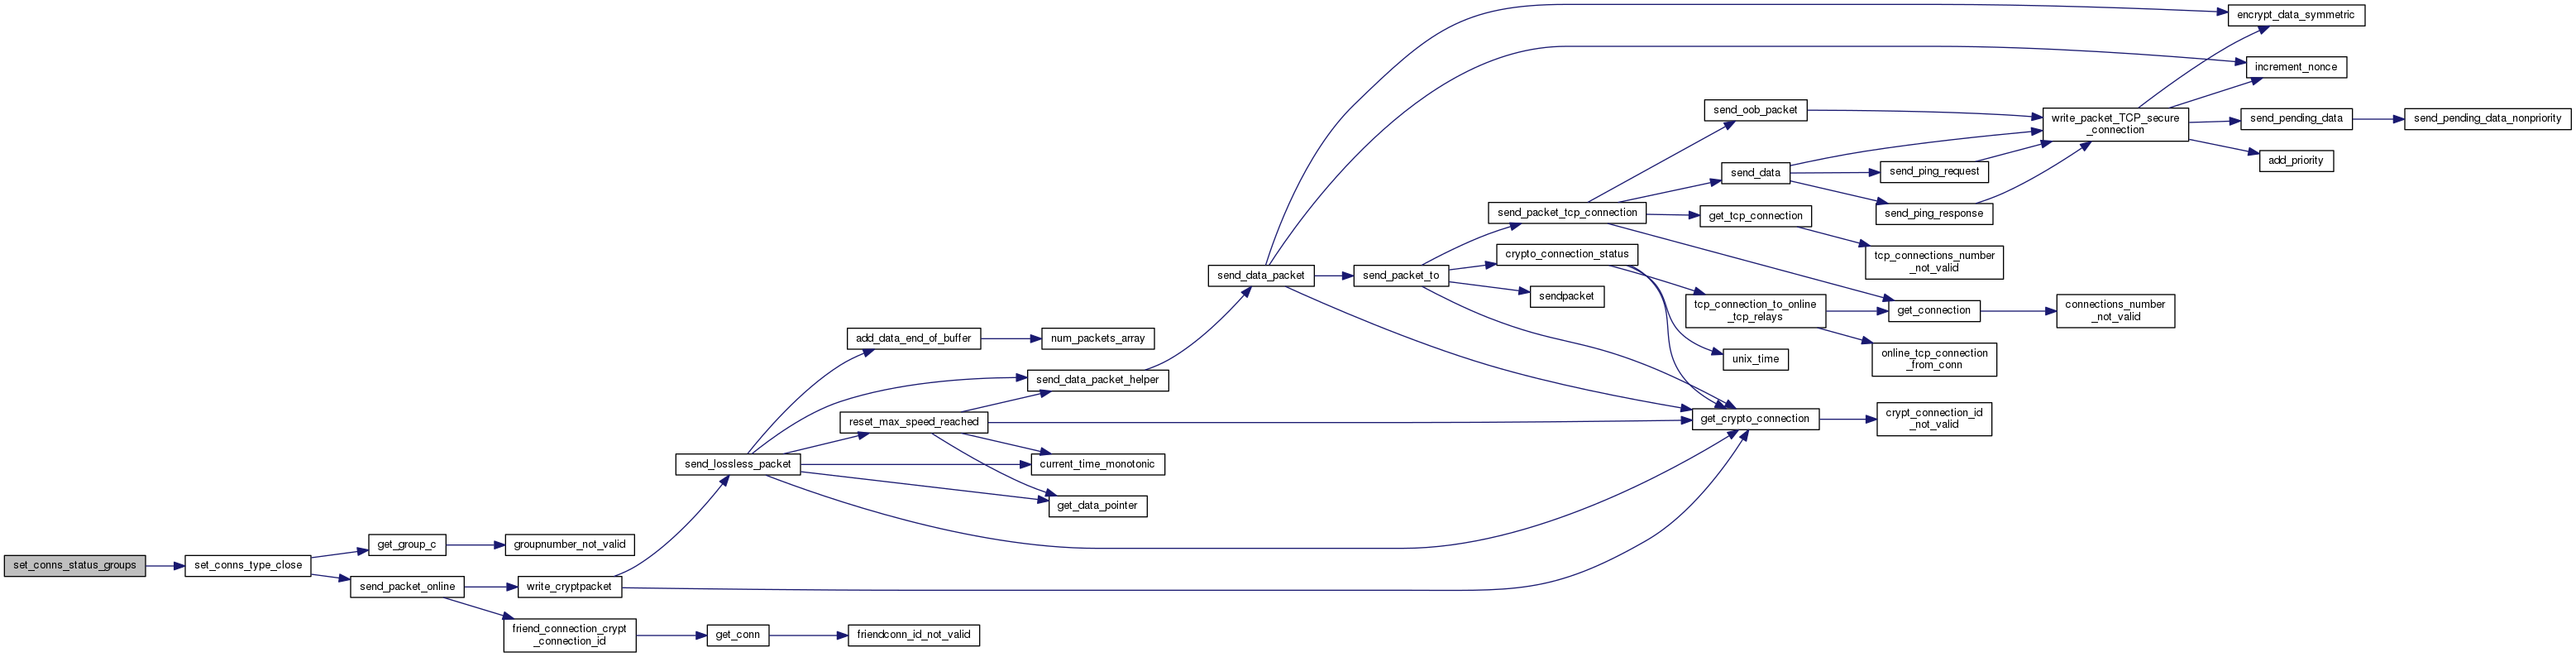 encrypt_data_symmetric
increment_nonce
send_oob_packet
write_packet_TCP_secure
_connection
send_pending_data
send_pending_data_nonpriority
add_priority
send_data
send_ping_request
send_packet_tcp_connection
get_tcp_connection
send_ping_response
crypto_connection_status
tcp_connections_number
_not_valid
send_data_packet
send_packet_to
sendpacket
tcp_connection_to_online
_tcp_relays
get_connection
connections_number
_not_valid
add_data_end_of_buffer
num_packets_array
unix_time
online_tcp_connection
_from_conn
send_data_packet_helper
reset_max_speed_reached
get_crypto_connection
crypt_connection_id
_not_valid
send_lossless_packet
current_time_monotonic
get_data_pointer
get_group_c
groupnumber_not_valid
set_conns_status_groups
set_conns_type_close
send_packet_online
write_cryptpacket
friend_connection_crypt
_connection_id
get_conn
friendconn_id_not_valid